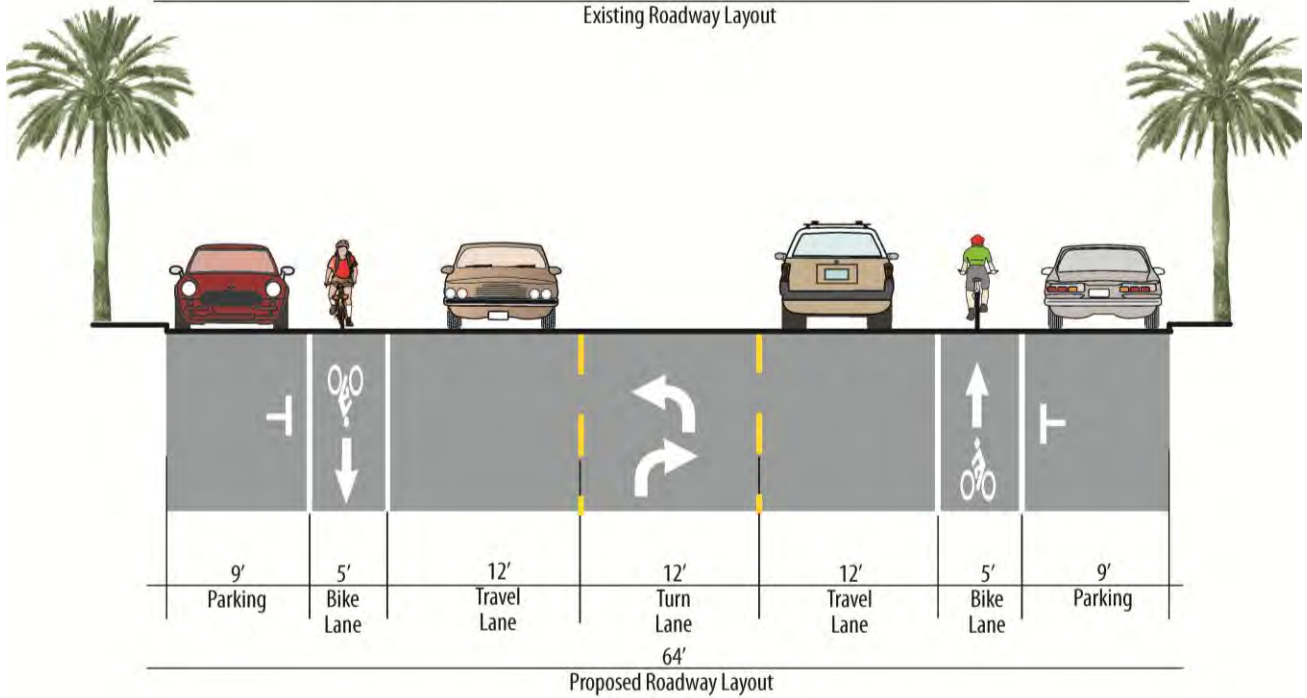 Existing Roadway Layout
9' 5' 12' 12' 12' 5' 9'
Parking Bike Travel Turn Travel Bike Parking
Lane Lane Lane Lane Lane
64'
Proposed Roadway Layout